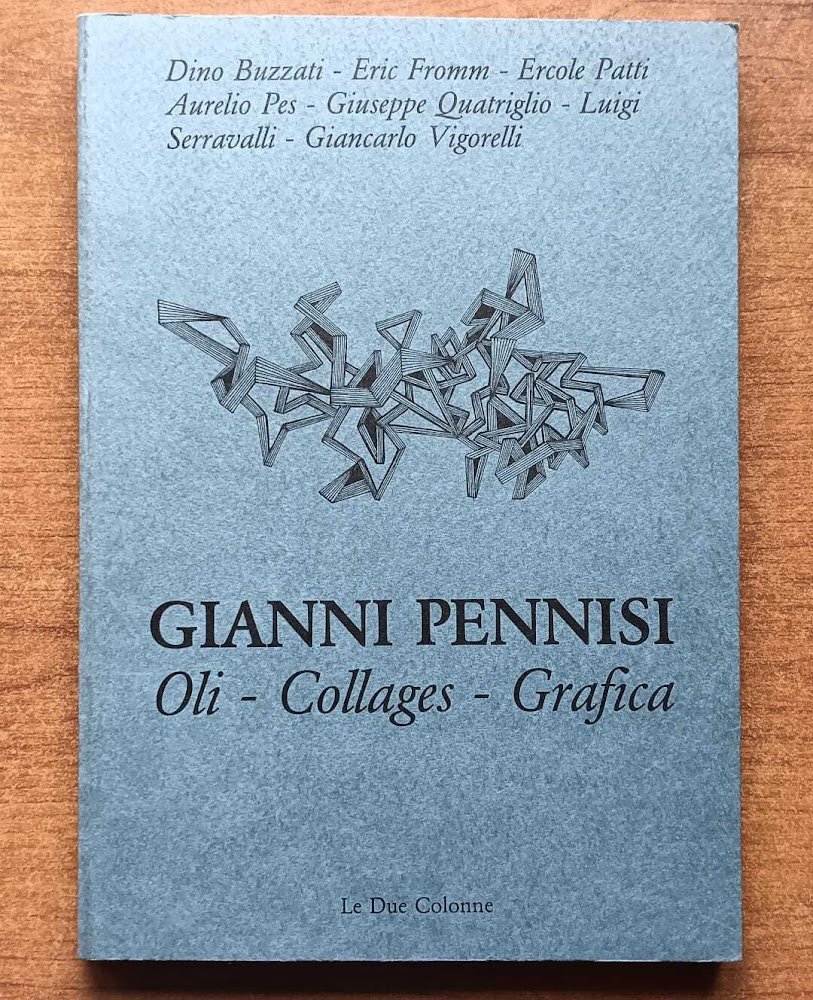 Dino Buzzati - Eric Fromm - Ercole Patti
Aurelio Pes - Giuseppe Quatriglio - Luigi
Serravalli - Giancarlo Vigorelli
GIANNI PENNISI
Oli - Collages - Grafica
Le Due Colonne